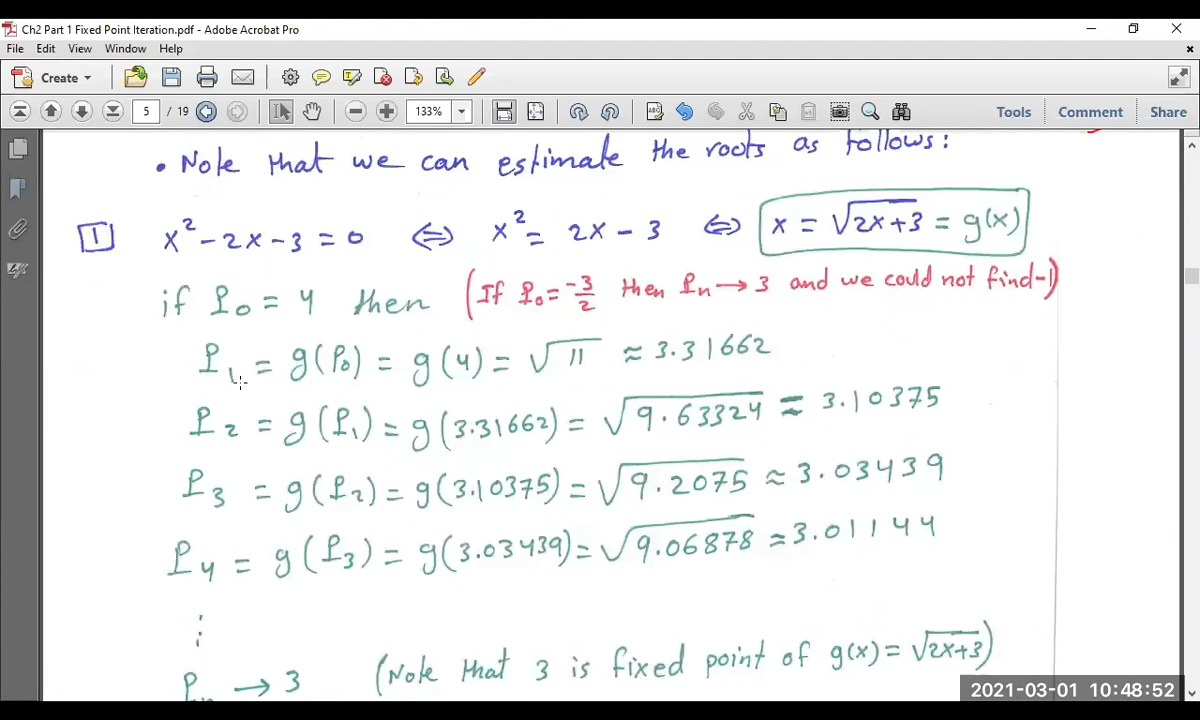 Ch2 Part 1 Fixed Point Iteration.pdf - Adobe Acrobat Pro
File Edit View Window Help
Create
5 / 19 133% Tools Comment Share
• Note that we can estimate the roots as follows:
1 x² - 2x - 3 = 0 ⇔ x² = 2x - 3 ⇔ x = √(2x+3) = g(x)
if P₀ = 4 then (If P₀ = -3/2 then Pₙ → 3 and we could not find -1)
P₁ = g(P₀) = g(4) = √11 ≈ 3.31662
P₂ = g(P₁) = g(3.31662) = √9.63324 ≈ 3.10375
P₃ = g(P₂) = g(3.10375) = √9.2075 ≈ 3.03439
P₄ = g(P₃) = g(3.03439) = √9.06878 ≈ 3.01144
⋮
Pₙ → 3 (Note that 3 is fixed point of g(x) = √(2x+3))
2021-03-01 10:48:52